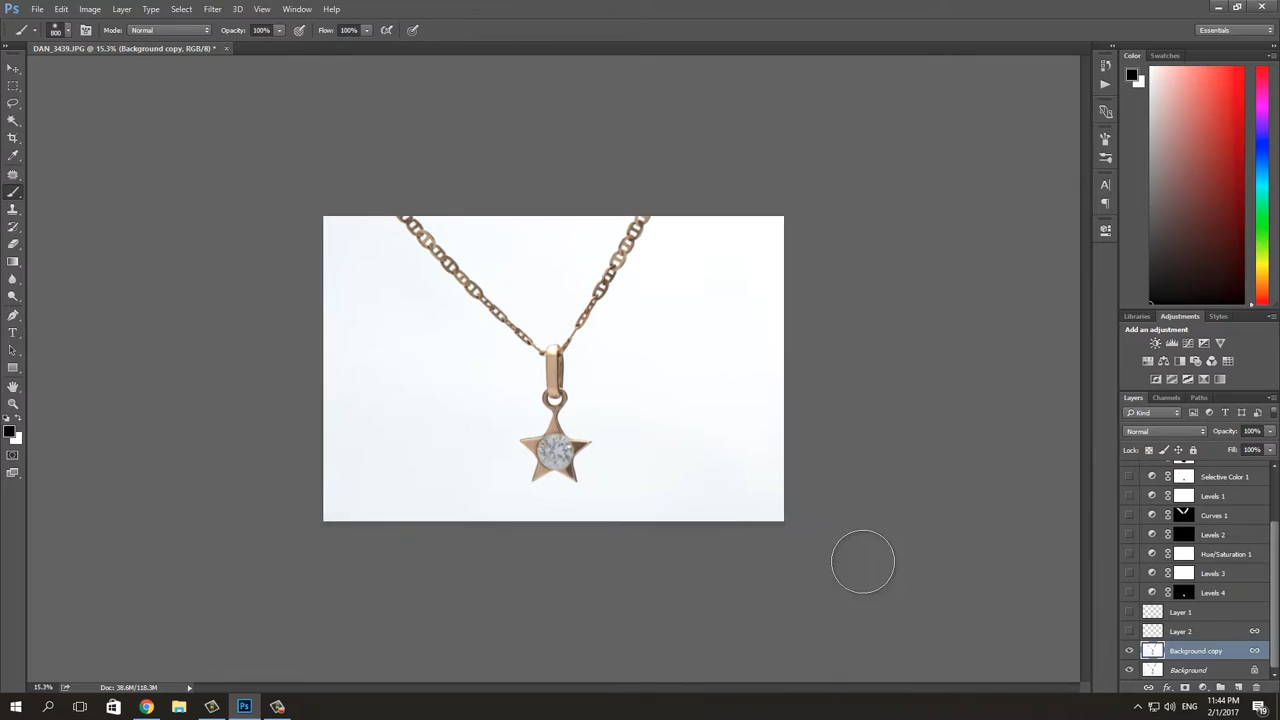 Ps File Edit Image Layer Type Select Filter 3D View Window Help
800 Mode: Normal Opacity: 100% Flow: 100% Essentials
DAN_3439.JPG @ 15.3% (Background copy, RGB/8) * ×
Color Swatches
Libraries Adjustments Styles
Add an adjustment
Layers Channels Paths
Kind
Normal Opacity: 100%
Lock: Fill: 100%
Selective Color 1
Levels 1
Curves 1
Levels 2
Hue/Saturation 1
Levels 3
Levels 4
Layer 1
Layer 2
Background copy
Background
15.3% Doc: 38.6M/118.3M
ENG 11:44 PM
2/1/2017
19